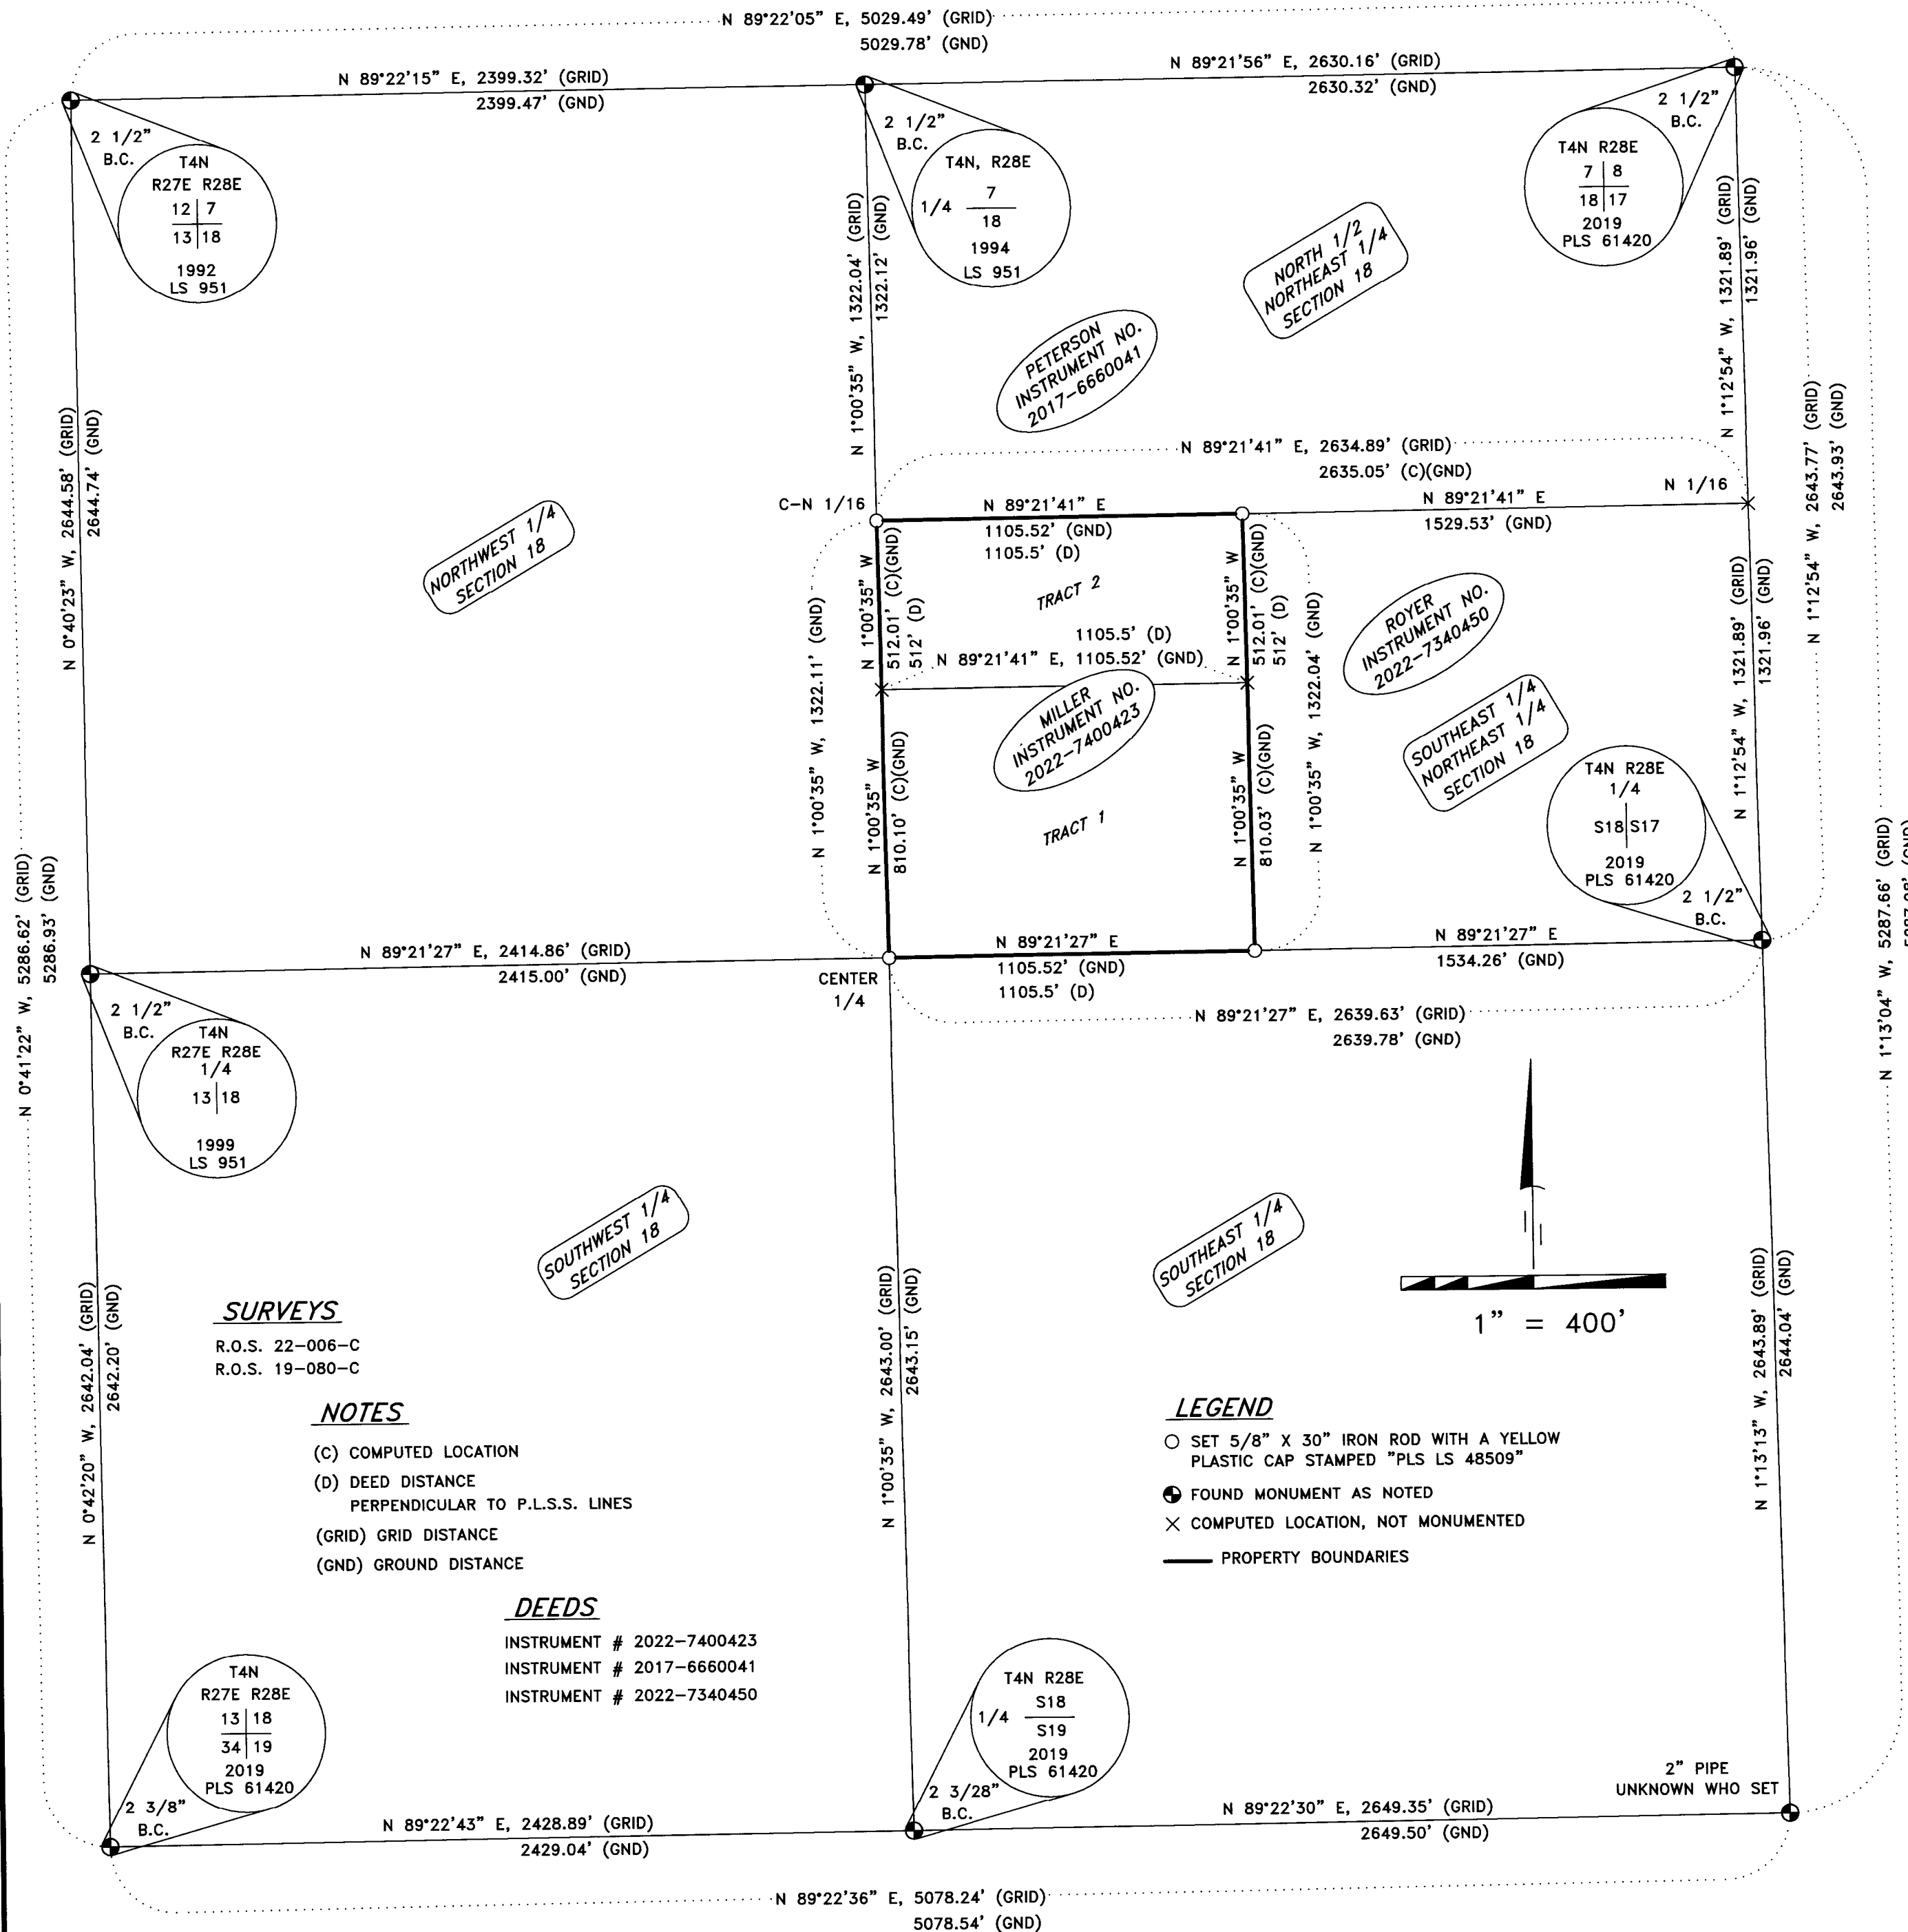 N 89°22'05" E, 5029.49' (GRID)
5029.78' (GND)
N 89°22'15" E, 2399.32' (GRID)
2399.47' (GND)
N 89°21'56" E, 2630.16' (GRID)
2630.32' (GND)
2 1/2"
B.C.
T4N
R27E R28E
12 7
13 18
1992
LS 951
2 1/2"
B.C.
T4N, R28E
1/4 7
18
1994
LS 951
2 1/2"
B.C.
T4N R28E
7 8
18 17
2019
PLS 61420
N 1°00'35" W, 1322.04' (GRID)
1322.12' (GND)
NORTH 1/2
NORTHEAST 1/4
SECTION 18
N 1°12'54" W, 1321.89' (GRID)
1321.96' (GND)
PETERSON
INSTRUMENT NO.
2017-6660041
N 0°40'23" W, 2644.58' (GRID)
2644.74' (GND)
N 1°12'54" W, 2643.77' (GRID)
2643.93' (GND)
N 89°21'41" E, 2634.89' (GRID)
2635.05' (C)(GND)
C-N 1/16
N 89°21'41" E
1105.52' (GND)
1105.5' (D)
N 89°21'41" E
1529.53' (GND)
N 1/16
NORTHWEST 1/4
SECTION 18
N 1°00'35" W, 1322.11' (GND)
N 1°00'35" W
512.01' (C)(GND)
512' (D)
TRACT 2
1105.5' (D)
N 89°21'41" E, 1105.52' (GND)
N 1°00'35" W
512.01' (C)(GND)
512' (D)
N 1°00'35" W, 1322.04' (GND)
ROYER
INSTRUMENT NO.
2022-7340450
N 1°12'54" W, 1321.89' (GRID)
1321.96' (GND)
MILLER
INSTRUMENT NO.
2022-7400423
SOUTHEAST 1/4
NORTHEAST 1/4
SECTION 18
N 1°00'35" W
810.10' (C)(GND)
TRACT 1
N 1°00'35" W
810.03' (C)(GND)
T4N R28E
1/4
S18 S17
2019
PLS 61420
2 1/2"
B.C.
N 0°41'22" W, 5286.62' (GRID)
5286.93' (GND)
N 1°13'04" W, 5287.66' (GRID)
N 89°21'27" E, 2414.86' (GRID)
2415.00' (GND)
CENTER
1/4
N 89°21'27" E
1105.52' (GND)
1105.5' (D)
N 89°21'27" E
1534.26' (GND)
N 89°21'27" E, 2639.63' (GRID)
2639.78' (GND)
2 1/2"
B.C.
T4N
R27E R28E
1/4
13 18
1999
LS 951
SOUTHWEST 1/4
SECTION 18
SOUTHEAST 1/4
SECTION 18
1" = 400'
N 0°42'20" W, 2642.04' (GRID)
2642.20' (GND)
N 1°00'35" W, 2643.00' (GRID)
2643.15' (GND)
N 1°13'13" W, 2643.89' (GRID)
2644.04' (GND)
SURVEYS
R.O.S. 22-006-C
R.O.S. 19-080-C
NOTES
(C) COMPUTED LOCATION
(D) DEED DISTANCE
PERPENDICULAR TO P.L.S.S. LINES
(GRID) GRID DISTANCE
(GND) GROUND DISTANCE
LEGEND
SET 5/8" X 30" IRON ROD WITH A YELLOW
PLASTIC CAP STAMPED "PLS LS 48509"
FOUND MONUMENT AS NOTED
COMPUTED LOCATION, NOT MONUMENTED
PROPERTY BOUNDARIES
DEEDS
INSTRUMENT # 2022-7400423
INSTRUMENT # 2017-6660041
INSTRUMENT # 2022-7340450
T4N
R27E R28E
13 18
34 19
2019
PLS 61420
2 3/8"
B.C.
T4N R28E
1/4 S18
S19
2019
PLS 61420
2 3/28"
B.C.
2" PIPE
UNKNOWN WHO SET
N 89°22'43" E, 2428.89' (GRID)
2429.04' (GND)
N 89°22'30" E, 2649.35' (GRID)
2649.50' (GND)
N 89°22'36" E, 5078.24' (GRID)
5078.54' (GND)